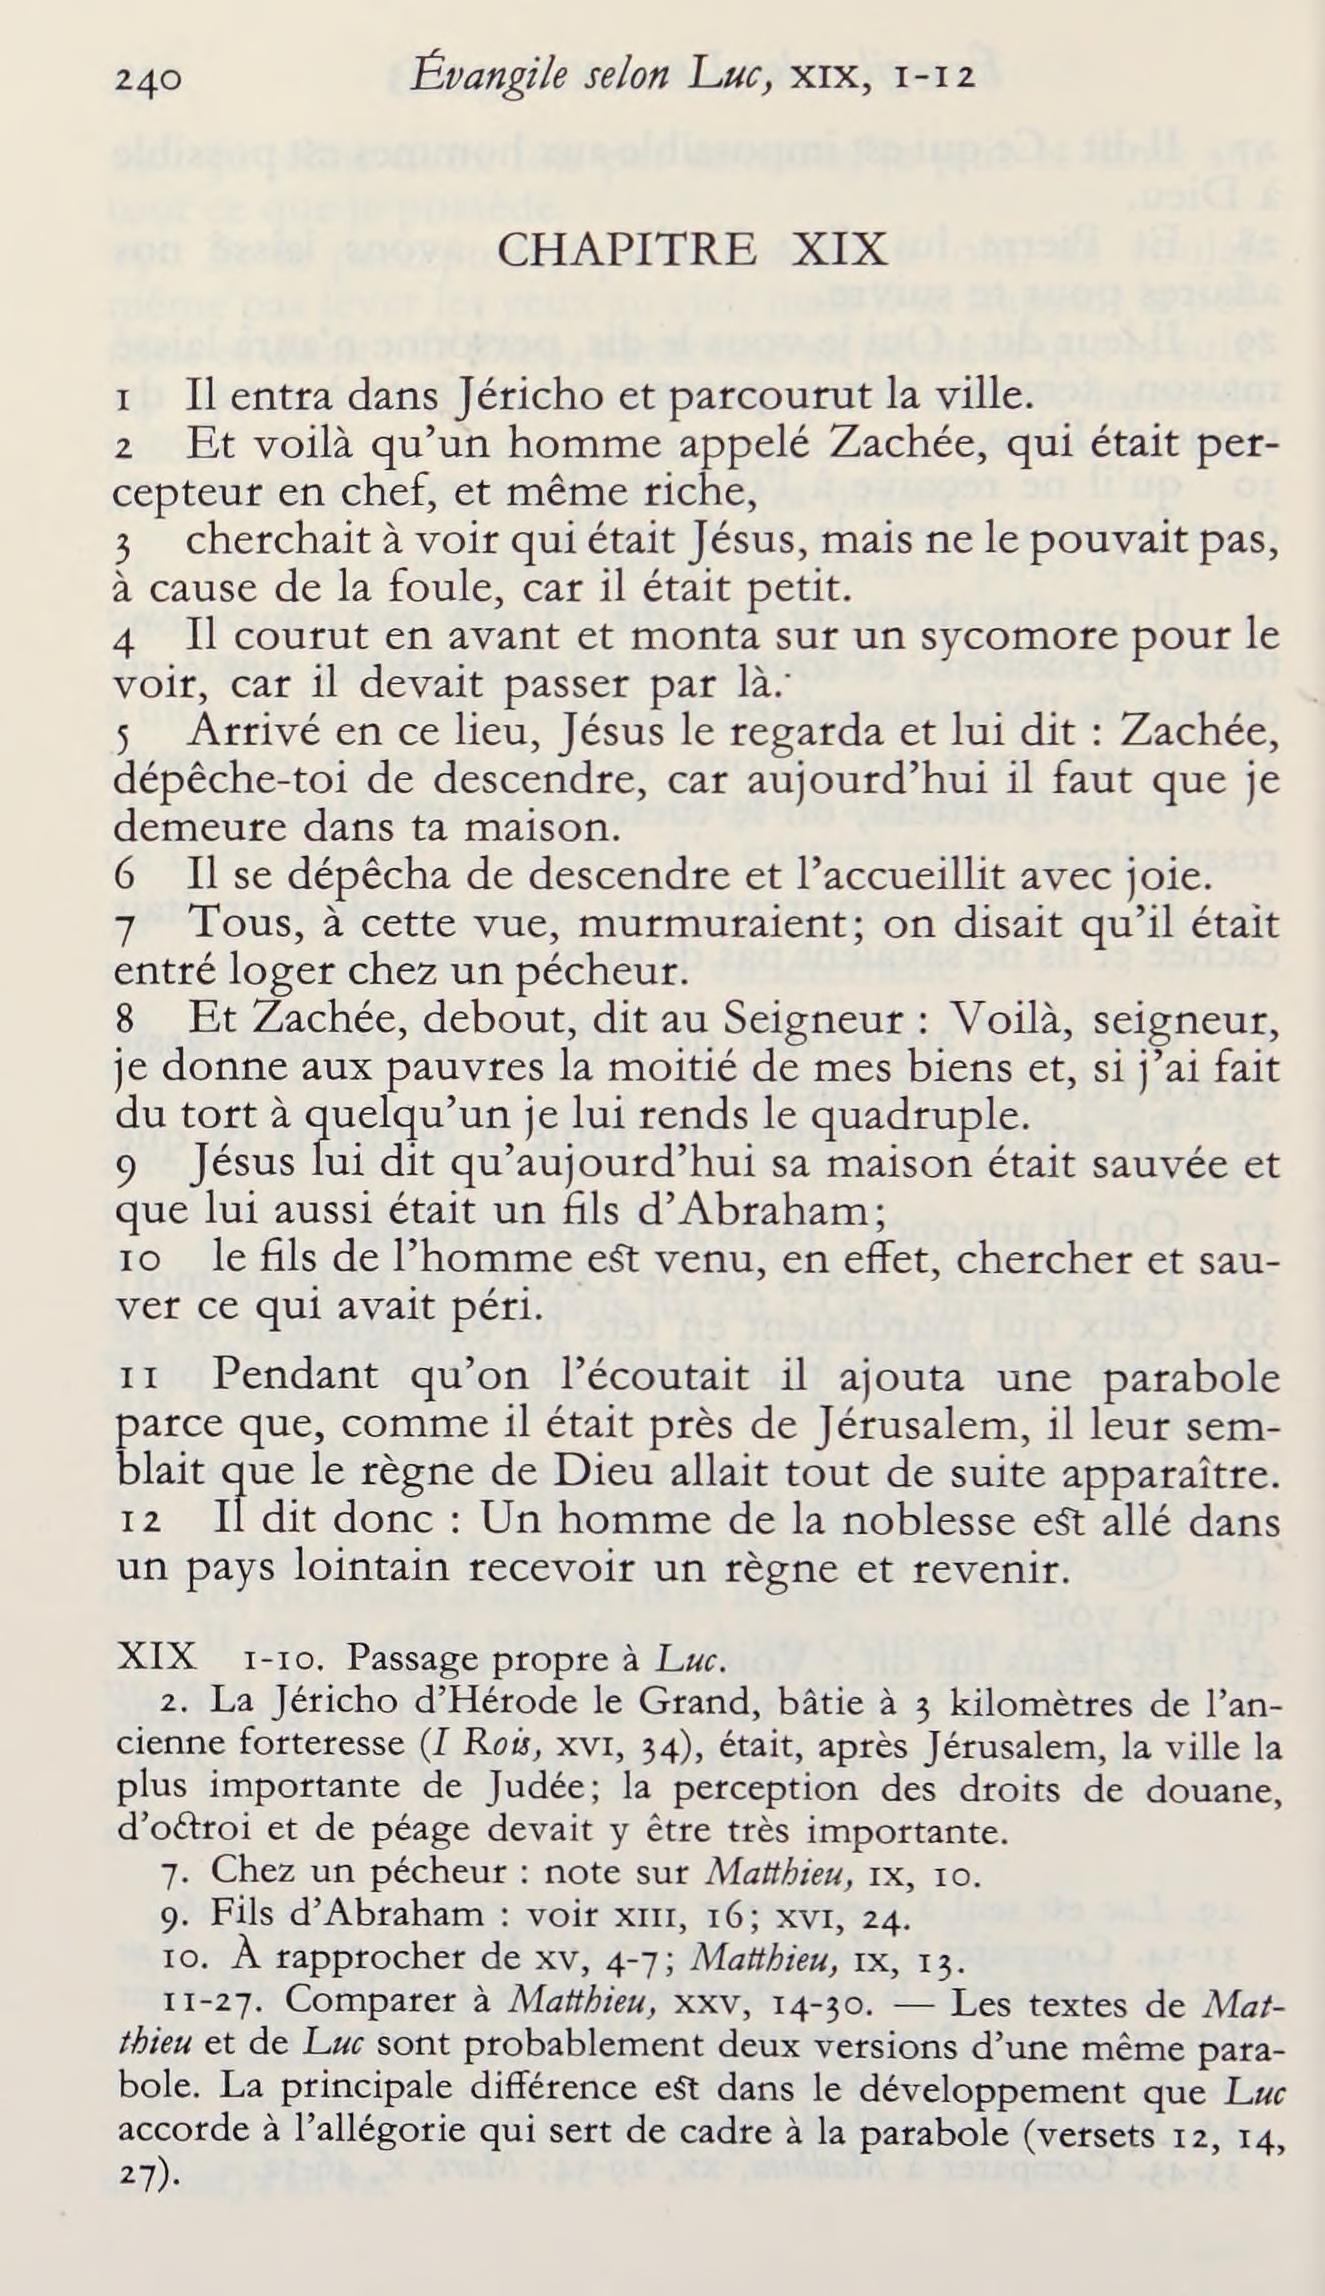 240 Évangile selon Luc, XIX, 1-12
CHAPITRE XIX
1 Il entra dans Jéricho et parcourut la ville.
2 Et voilà qu’un homme appelé Zachée, qui était per-
cepteur en chef, et même riche,
3 cherchait à voir qui était Jésus, mais ne le pouvait pas,
à cause de la foule, car il était petit.
4 Il courut en avant et monta sur un sycomore pour le
voir, car il devait passer par là.
5 Arrivé en ce lieu, Jésus le regarda et lui dit : Zachée,
dépêche-toi de descendre, car aujourd’hui il faut que je
demeure dans ta maison.
6 Il se dépêcha de descendre et l’accueillit avec joie.
7 Tous, à cette vue, murmuraient; on disait qu’il était
entré loger chez un pécheur.
8 Et Zachée, debout, dit au Seigneur : Voilà, seigneur,
je donne aux pauvres la moitié de mes biens et, si j’ai fait
du tort à quelqu’un je lui rends le quadruple.
9 Jésus lui dit qu’aujourd’hui sa maison était sauvée et
que lui aussi était un fils d’Abraham;
10 le fils de l’homme est venu, en effet, chercher et sau-
ver ce qui avait péri.
11 Pendant qu’on l’écoutait il ajouta une parabole
parce que, comme il était près de Jérusalem, il leur sem-
blait que le règne de Dieu allait tout de suite apparaître.
12 Il dit donc : Un homme de la noblesse est allé dans
un pays lointain recevoir un règne et revenir.
XIX 1-10. Passage propre à Luc.
2. La Jéricho d’Hérode le Grand, bâtie à 3 kilomètres de l’an-
cienne forteresse (I Rois, XVI, 34), était, après Jérusalem, la ville la
plus importante de Judée; la perception des droits de douane,
d’octroi et de péage devait y être très importante.
7. Chez un pécheur : note sur Matthieu, IX, 10.
9. Fils d’Abraham : voir XIII, 16; XVI, 24.
10. À rapprocher de XV, 4-7; Matthieu, IX, 13.
11-27. Comparer à Matthieu, XXV, 14-30. — Les textes de Mat-
thieu et de Luc sont probablement deux versions d’une même para-
bole. La principale différence est dans le développement que Luc
accorde à l’allégorie qui sert de cadre à la parabole (versets 12, 14,
27).